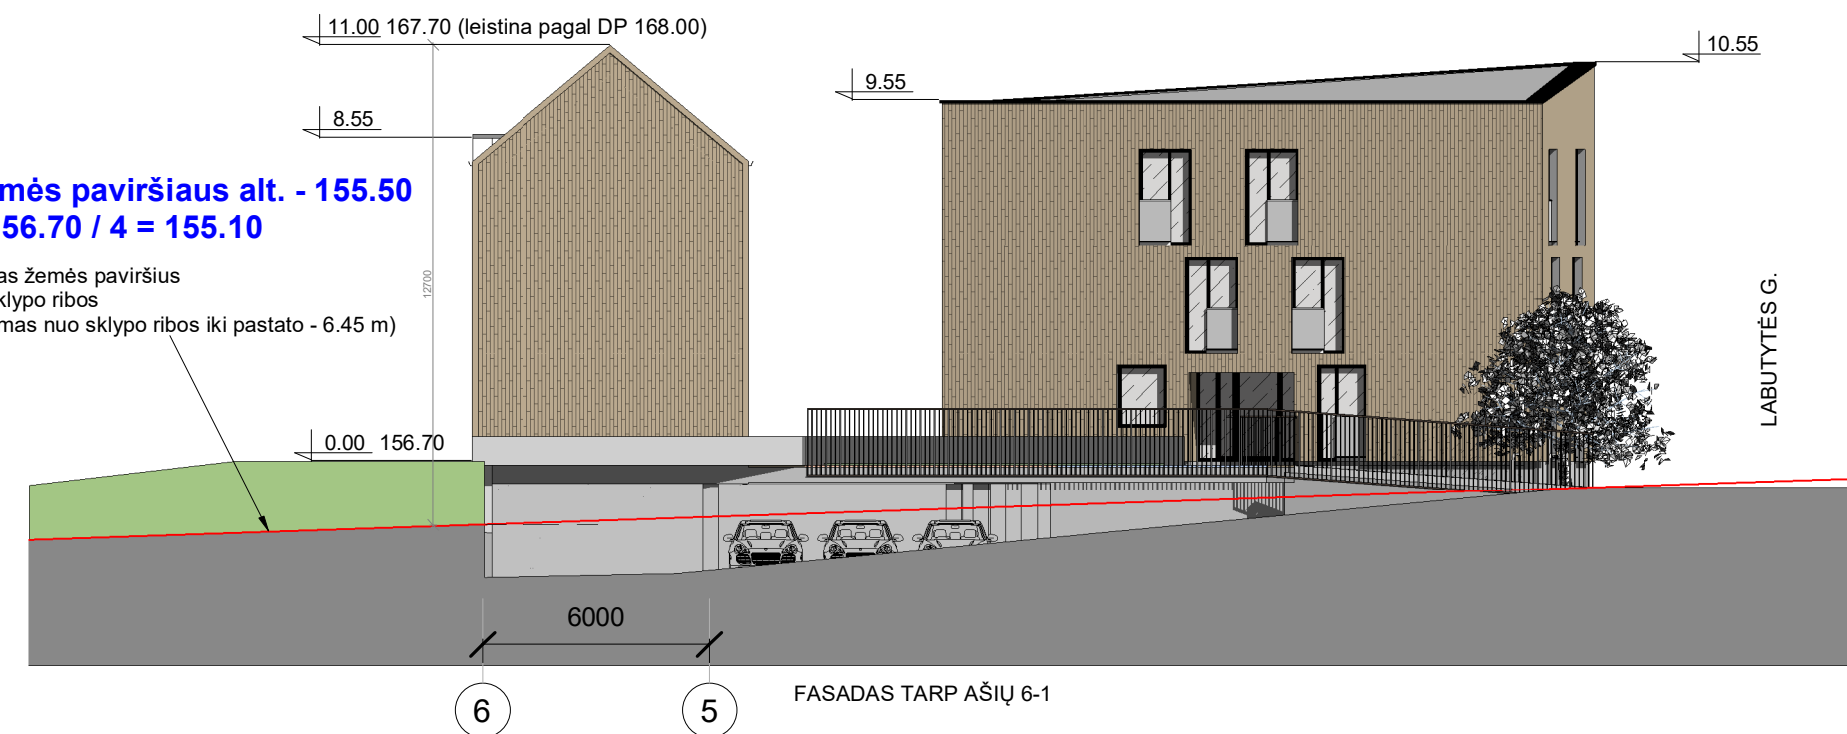 11.00 167.70 (leistina pagal DP 168.00)
10.55
9.55
8.55
mės paviršiaus alt. - 155.50
56.70 / 4 = 155.10
as žemės paviršius
klypo ribos
mas nuo sklypo ribos iki pastato - 6.45 m)
12700
LABUTYTĖS G.
0.00 156.70
6000
6
5
FASADAS TARP AŠIŲ 6-1